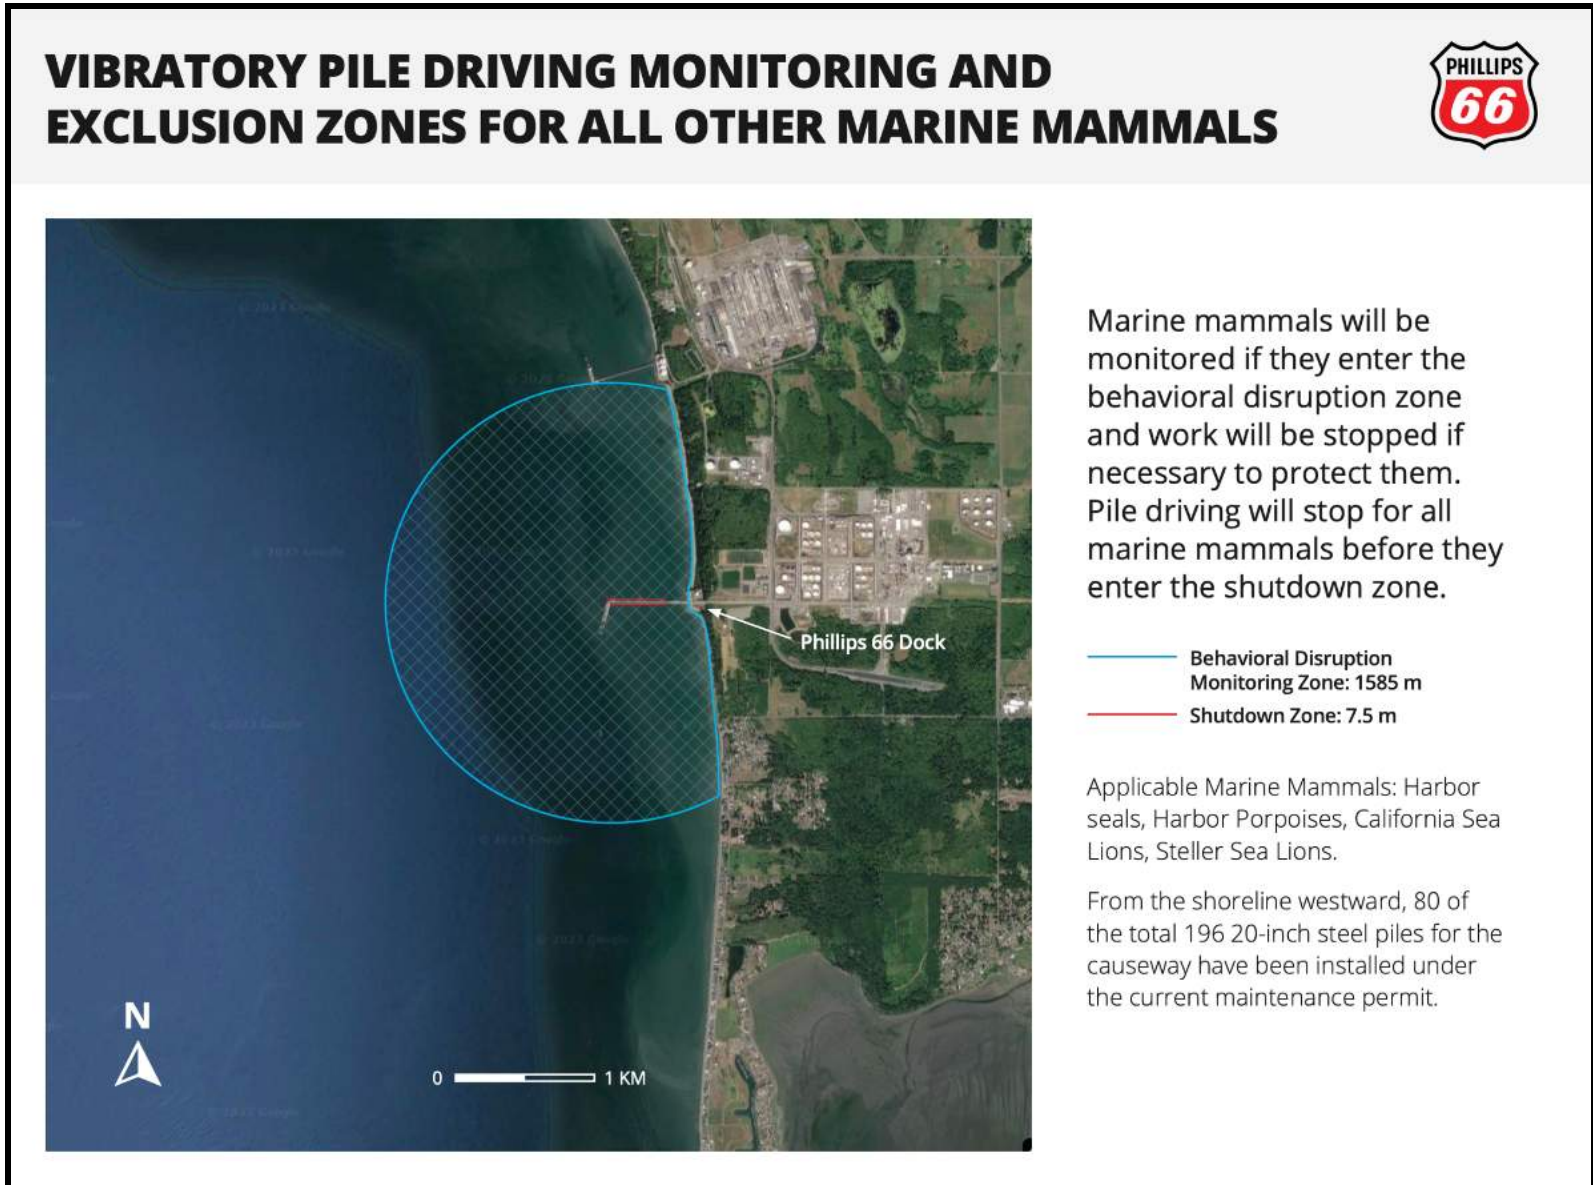 VIBRATORY PILE DRIVING MONITORING AND
EXCLUSION ZONES FOR ALL OTHER MARINE MAMMALS
PHILLIPS
66
Marine mammals will be
monitored if they enter the
behavioral disruption zone
and work will be stopped if
necessary to protect them.
Pile driving will stop for all
marine mammals before they
enter the shutdown zone.
Phillips 66 Dock
Behavioral Disruption
Monitoring Zone: 1585 m
Shutdown Zone: 7.5 m
Applicable Marine Mammals: Harbor
seals, Harbor Porpoises, California Sea
Lions, Steller Sea Lions.
From the shoreline westward, 80 of
the total 196 20-inch steel piles for the
causeway have been installed under
the current maintenance permit.
N
0 1 KM